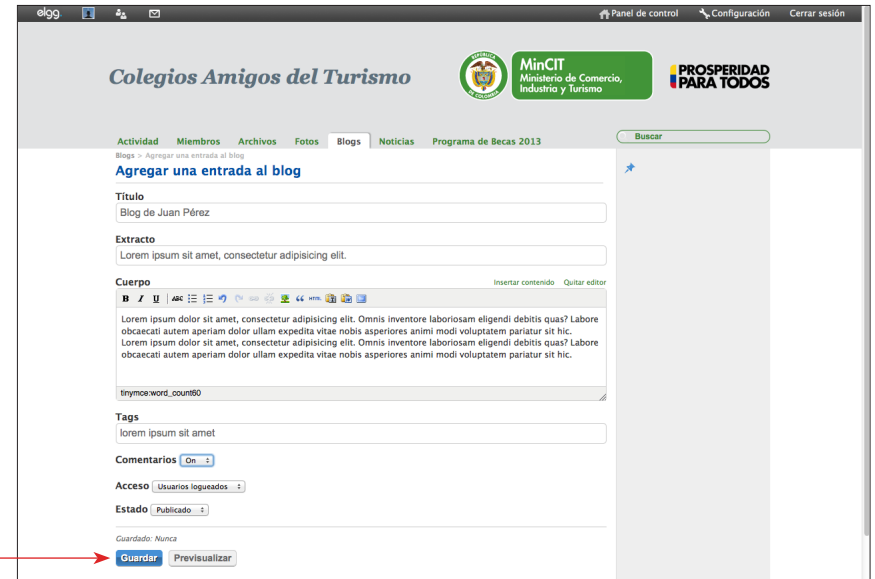 elgg.
Panel de control Configuración Cerrar sesión
Colegios Amigos del Turismo
REPÚBLICA
DE COLOMBIA
MinCIT
Ministerio de Comercio,
Industria y Turismo
PROSPERIDAD
PARA TODOS
Actividad Miembros Archivos Fotos Blogs Noticias Programa de Becas 2013
Buscar
Blogs > Agregar una entrada al blog
Agregar una entrada al blog
Título
Blog de Juan Pérez
Extracto
Lorem ipsum sit amet, consectetur adipisicing elit.
Cuerpo Insertar contenido Quitar editor
B I U ABC HTML
Lorem ipsum dolor sit amet, consectetur adipisicing elit. Omnis inventore laboriosam eligendi debitis quas? Labore
obcaecati autem aperiam dolor ullam expedita vitae nobis asperiores animi modi voluptatem pariatur sit hic.
Lorem ipsum dolor sit amet, consectetur adipisicing elit. Omnis inventore laboriosam eligendi debitis quas? Labore
obcaecati autem aperiam dolor ullam expedita vitae nobis asperiores animi modi voluptatem pariatur sit hic.
tinymce:word_count60
Tags
lorem ipsum sit amet
Comentarios On
Acceso Usuarios logueados
Estado Publicado
Guardado: Nunca
Guardar Previsualizar